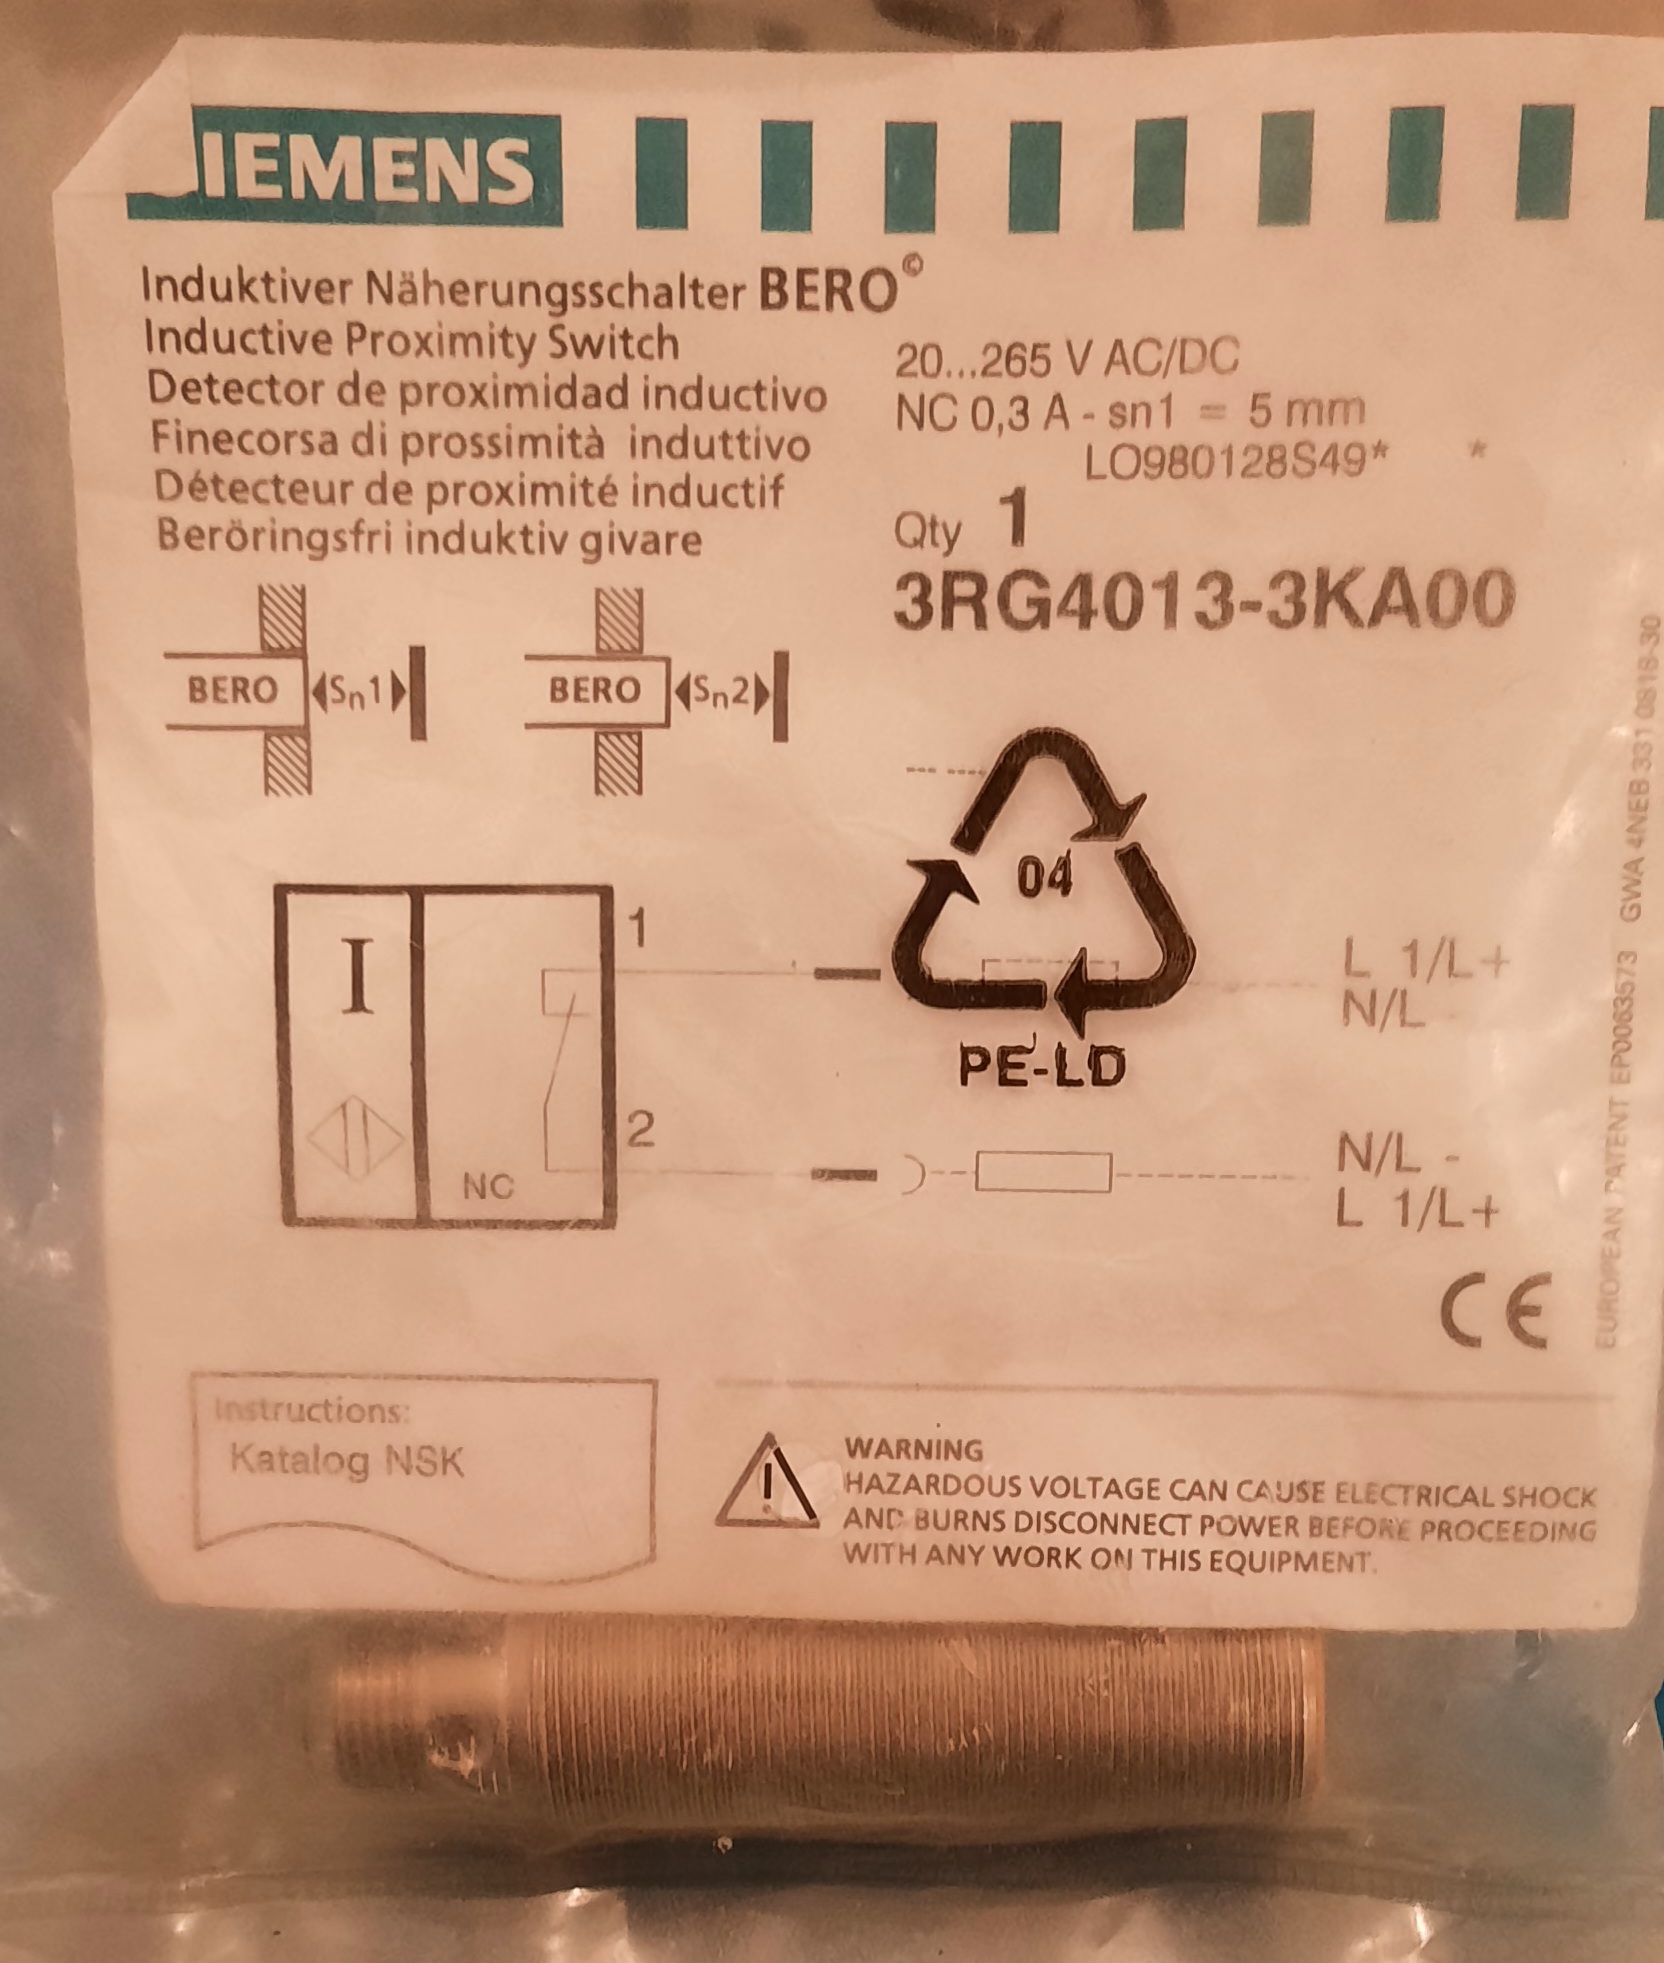 SIEMENS
Induktiver Näherungsschalter BERO©
Inductive Proximity Switch
Detector de proximidad inductivo
Finecorsa di prossimità induttivo
Détecteur de proximité inductif
Beröringsfri induktiv givare
20...265 V AC/DC
NC 0,3 A - sn1 = 5 mm
LO980128S49* *
Qty 1
3RG4013-3KA00
BERO Sn1
BERO Sn2
04
PE-LD
I
1
2
NC
L 1/L+
N/L
N/L -
L 1/L+
CE
EUROPEAN PATENT EP0063573 GWA 4NEB 331 0818-30
Instructions:
Katalog NSK
WARNING
HAZARDOUS VOLTAGE CAN CAUSE ELECTRICAL SHOCK
AND BURNS DISCONNECT POWER BEFORE PROCEEDING
WITH ANY WORK ON THIS EQUIPMENT.